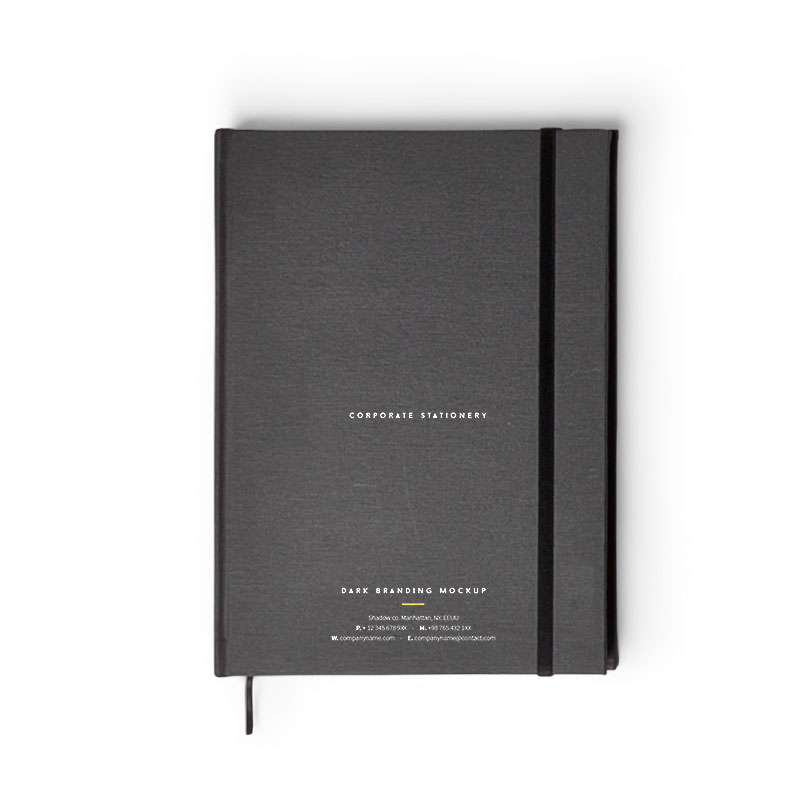 CORPORATE STATIONERY
DARK BRANDING MOCKUP
Shadow co. Manhattan, NY, EEUU
P. + 12 345 678 9XX - M. +98 765 432 1XX
W. companyname.com - E. companyname@contact.com